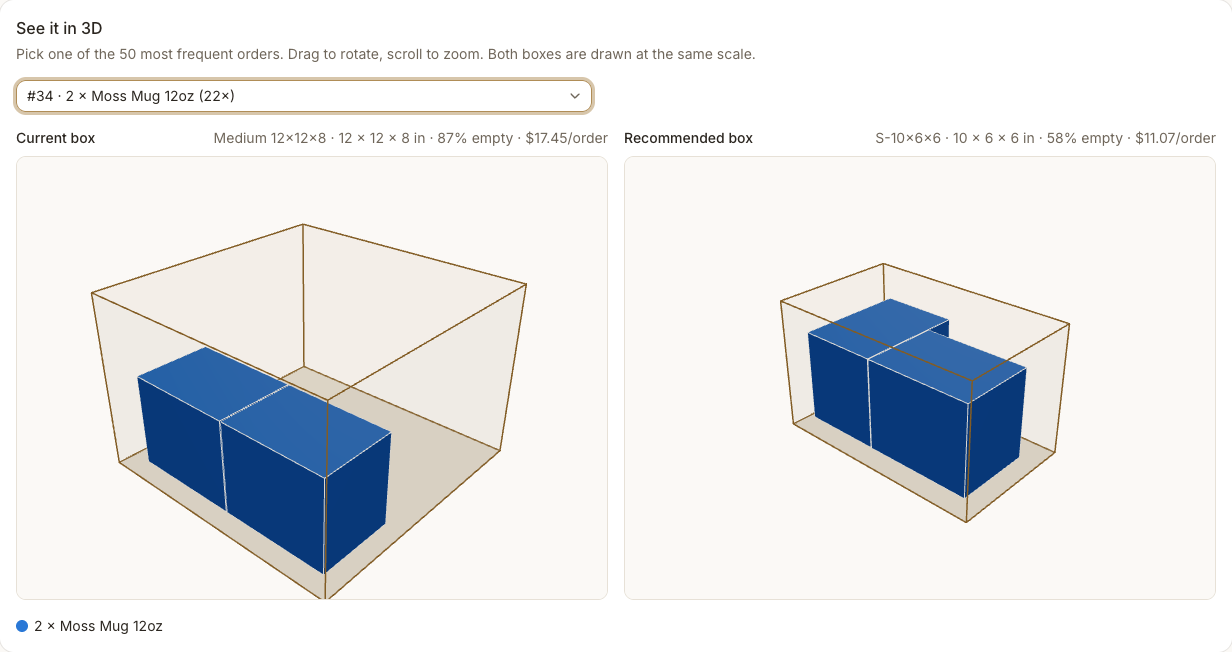 See it in 3D
Pick one of the 50 most frequent orders. Drag to rotate, scroll to zoom. Both boxes are drawn at the same scale.
#34 · 2 × Moss Mug 12oz (22×)
Current box
Medium 12×12×8 · 12 × 12 × 8 in · 87% empty · $17.45/order
Recommended box
S-10×6×6 · 10 × 6 × 6 in · 58% empty · $11.07/order
2 × Moss Mug 12oz